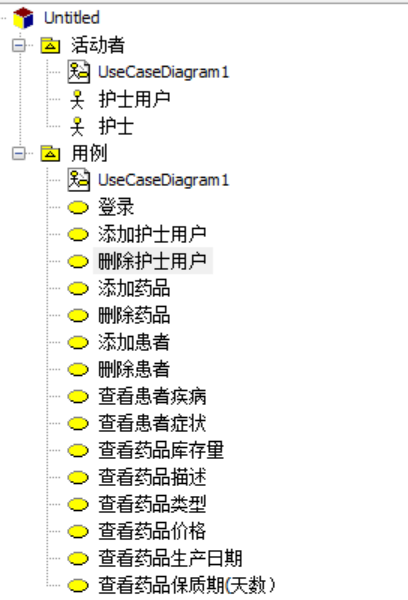 Untitled
活动者
UseCaseDiagram1
护士用户
护士
用例
UseCaseDiagram1
登录
添加护士用户
删除护士用户
添加药品
删除药品
添加患者
删除患者
查看患者疾病
查看患者症状
查看药品库存量
查看药品描述
查看药品类型
查看药品价格
查看药品生产日期
查看药品保质期(天数）